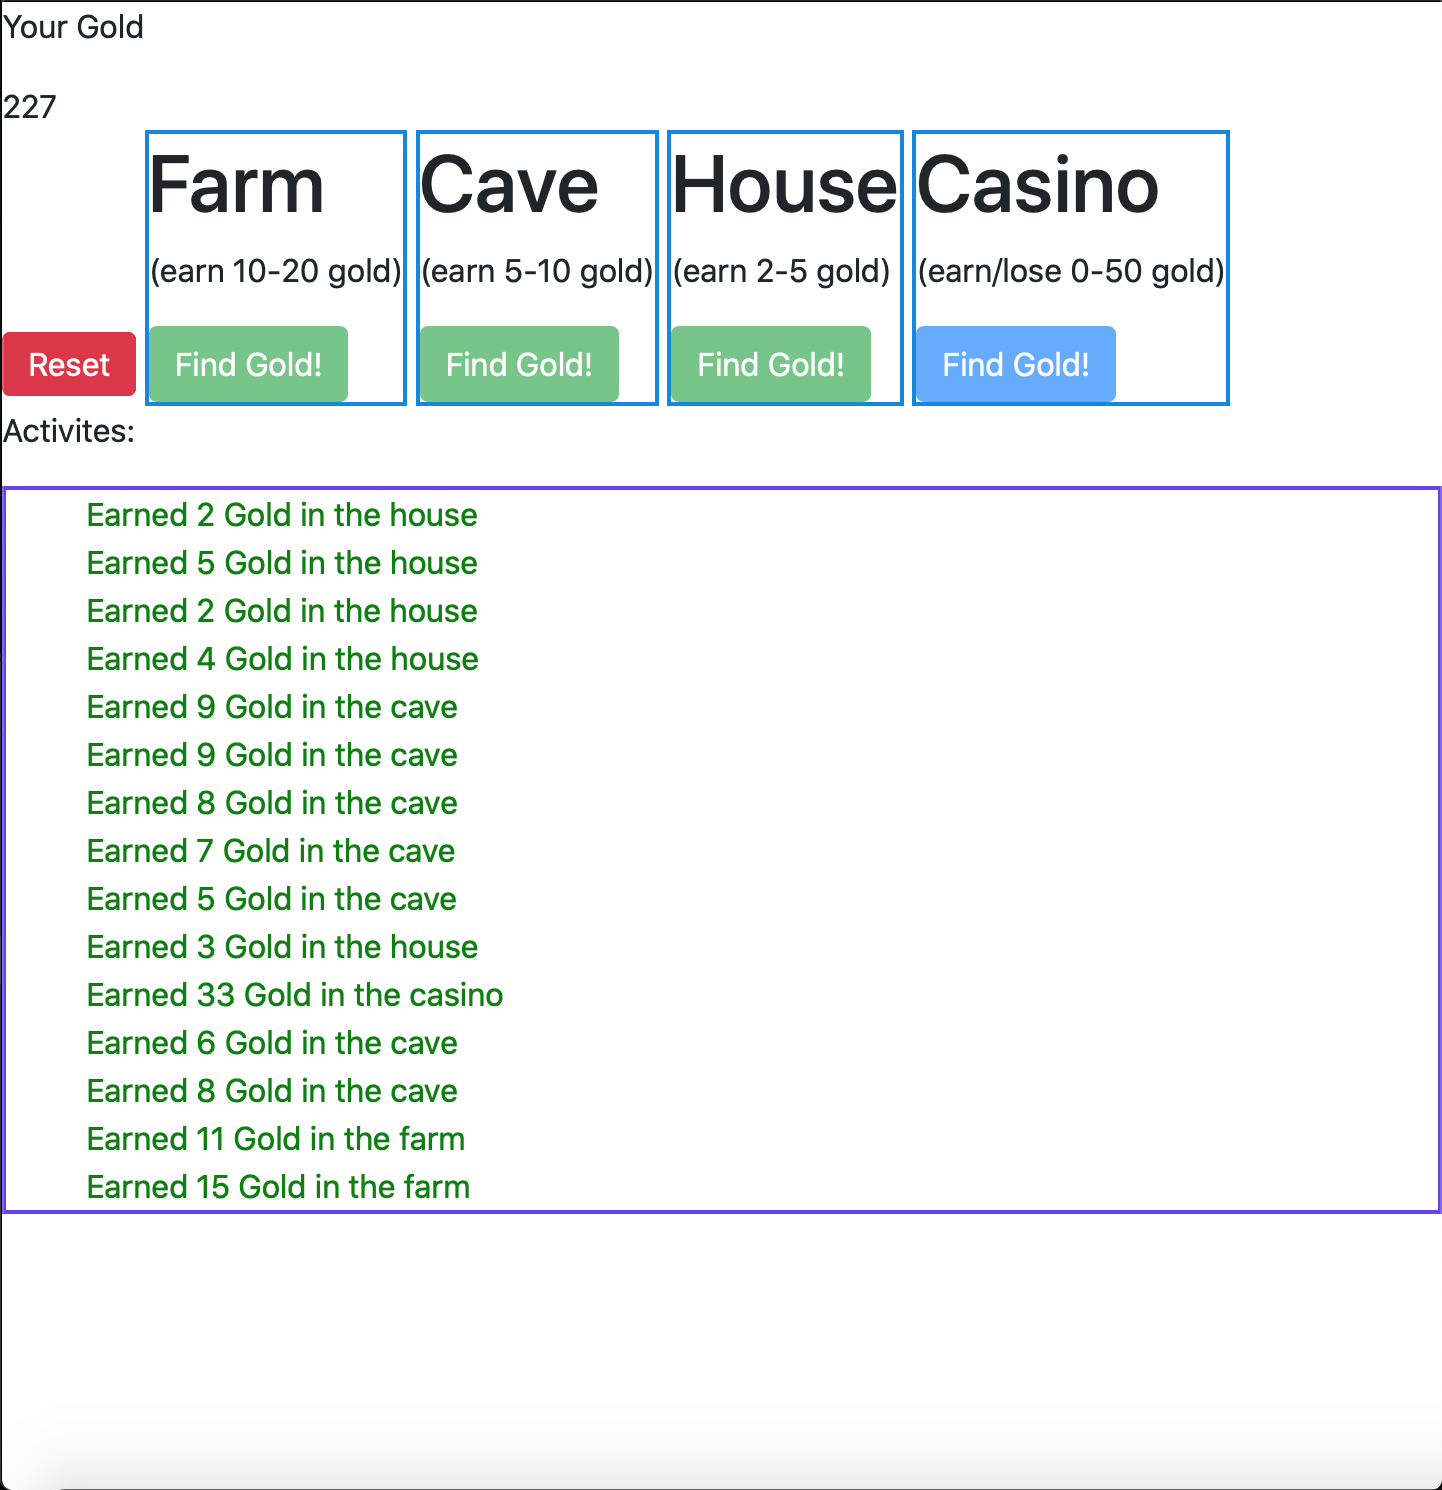 Your Gold
227
Farm
(earn 10-20 gold)
Find Gold!
Cave
(earn 5-10 gold)
Find Gold!
House
(earn 2-5 gold)
Find Gold!
Casino
(earn/lose 0-50 gold)
Find Gold!
Reset
Activites:
Earned 2 Gold in the house
Earned 5 Gold in the house
Earned 2 Gold in the house
Earned 4 Gold in the house
Earned 9 Gold in the cave
Earned 9 Gold in the cave
Earned 8 Gold in the cave
Earned 7 Gold in the cave
Earned 5 Gold in the cave
Earned 3 Gold in the house
Earned 33 Gold in the casino
Earned 6 Gold in the cave
Earned 8 Gold in the cave
Earned 11 Gold in the farm
Earned 15 Gold in the farm